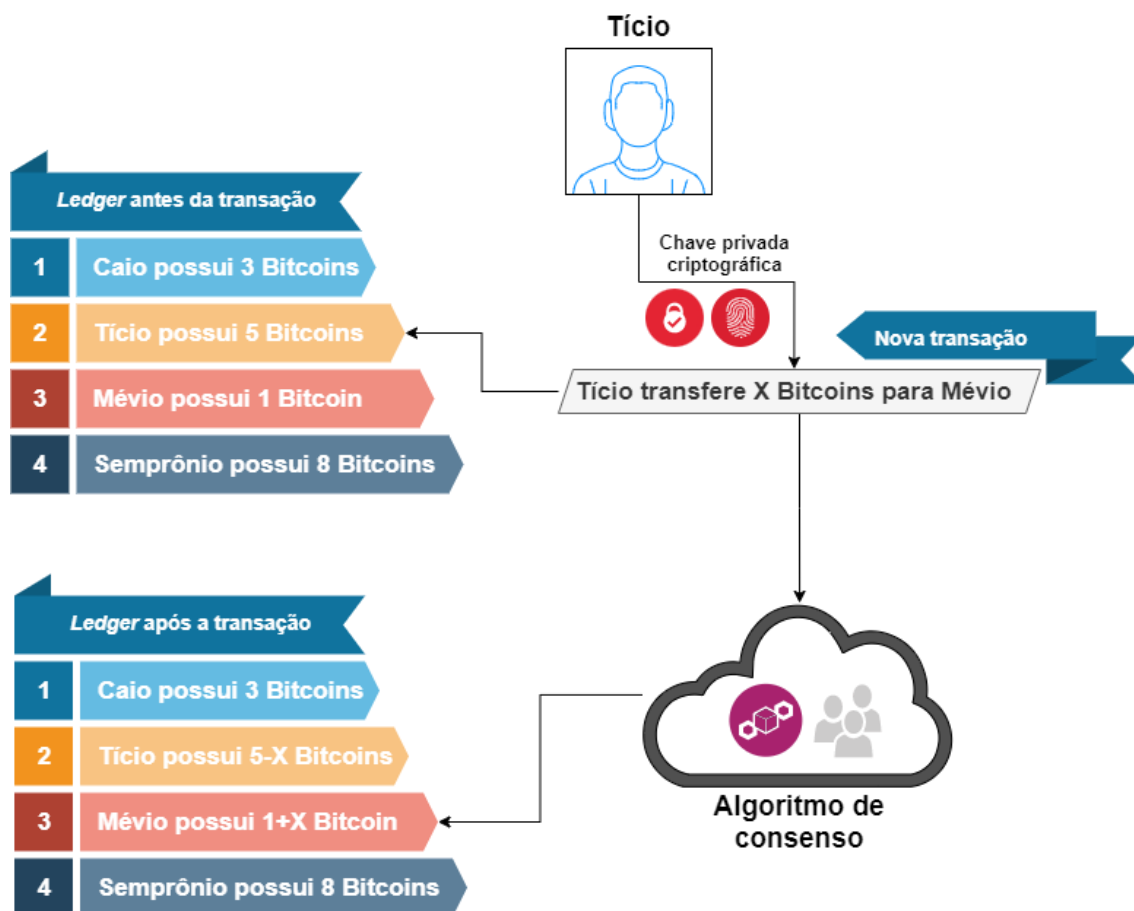 Tício
Chave privada
criptográfica
Ledger antes da transação
1 Caio possui 3 Bitcoins
2 Tício possui 5 Bitcoins
3 Mévio possui 1 Bitcoin
4 Semprônio possui 8 Bitcoins
Nova transação
Tício transfere X Bitcoins para Mévio
Ledger após a transação
1 Caio possui 3 Bitcoins
2 Tício possui 5-X Bitcoins
3 Mévio possui 1+X Bitcoin
4 Semprônio possui 8 Bitcoins
Algoritmo de
consenso